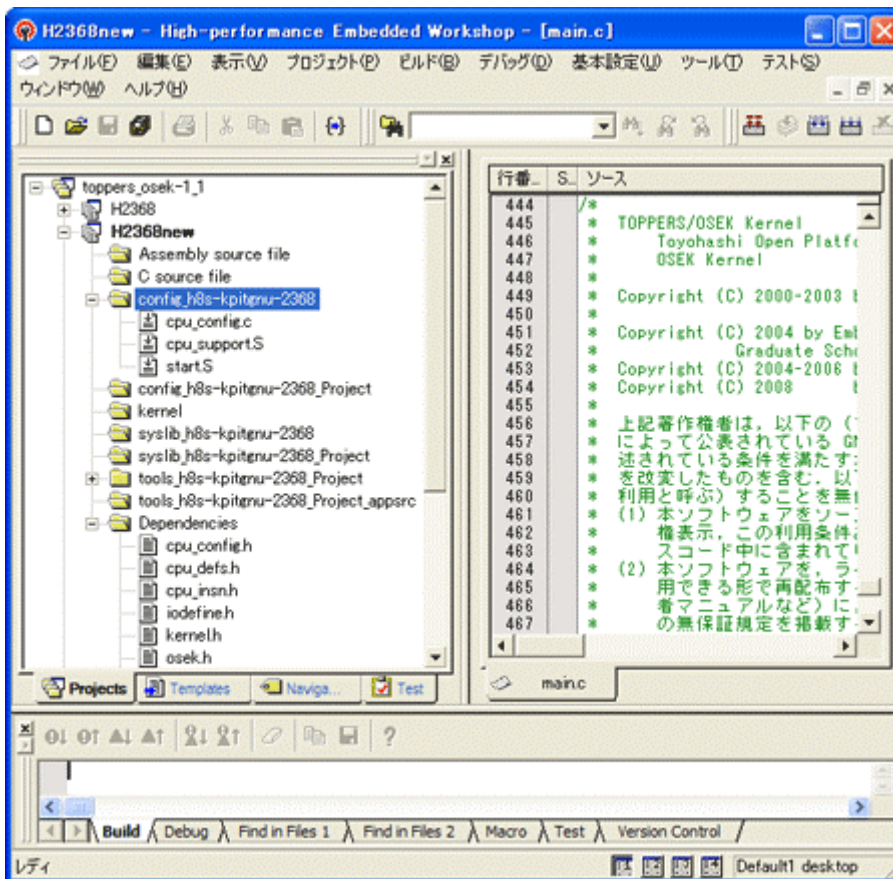 H2368new - High-performance Embedded Workshop - [main.c]
ファイル(F) 編集(E) 表示(V) プロジェクト(P) ビルド(B) デバッグ(D) 基本設定(U) ツール(T) テスト(S)
ウィンドウ(W) ヘルプ(H)
toppers_osek-1_1
H2368
H2368new
Assembly source file
C source file
config_h8s-kpitgnu-2368
cpu_config.c
cpu_support.S
start.S
config_h8s-kpitgnu-2368_Project
kernel
syslib_h8s-kpitgnu-2368
syslib_h8s-kpitgnu-2368_Project
tools_h8s-kpitgnu-2368_Project
tools_h8s-kpitgnu-2368_Project_appsrc
Dependencies
cpu_config.h
cpu_defs.h
cpu_insn.h
iodefine.h
kernel.h
osek.h
Projects Templates Naviga... Test
行番... S... ソース
444 /*
445 * TOPPERS/OSEK Kernel
446 * Toyohashi Open Platfo
447 * OSEK Kernel
448 *
449 * Copyright (C) 2000-2003 b
450 *
451 * Copyright (C) 2004 by Emb
452 * Graduate Scho
453 * Copyright (C) 2004-2006 b
454 * Copyright (C) 2008 b
455 *
456 * 上記著作権者は,以下の (
457 * によって公表されている GN
458 * 述されている条件を満たす
459 * を改変したものを含む.以
460 * 利用と呼ぶ)することを無
461 * (1) 本ソフトウェアをソー
462 * 権表示,この利用条件
463 * スコード中に含まれて
464 * (2) 本ソフトウェアを,ラ
465 * 用できる形で再配布す
466 * 者マニュアルなど)に,
467 * の無保証規定を掲載す
main.c
Build Debug Find in Files 1 Find in Files 2 Macro Test Version Control
レディ Default1 desktop